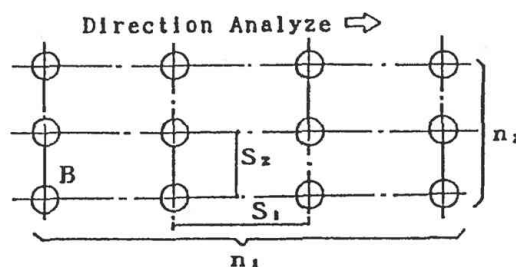 Direction Analyze ⇨
n₂
S₂
B
S₁
n₁